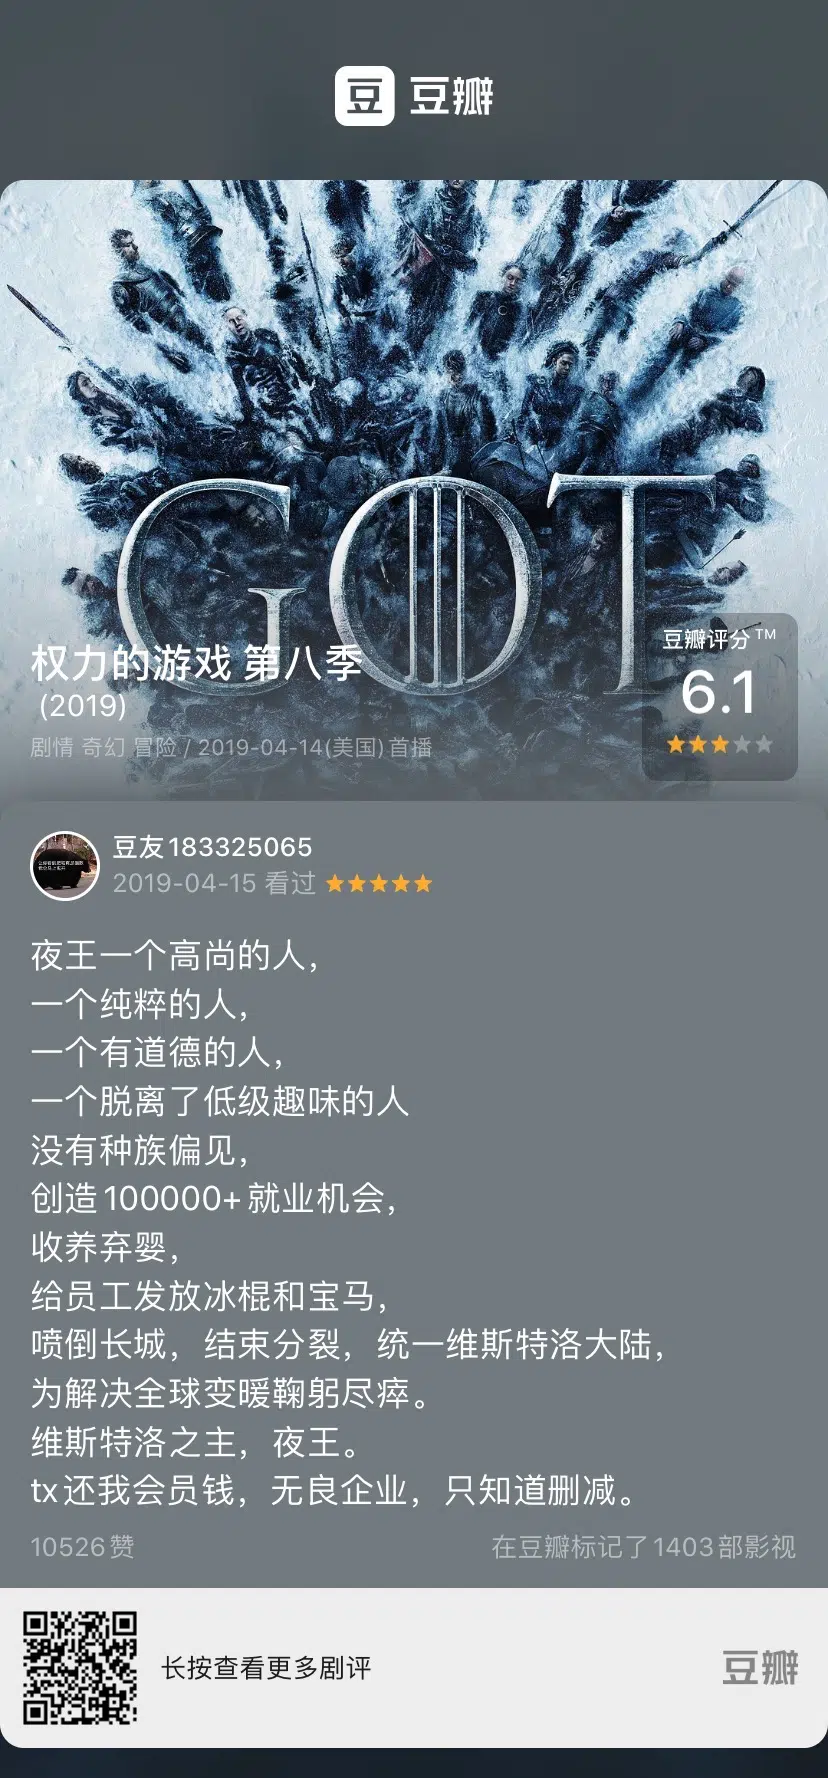 豆 豆瓣
GOT
权力的游戏 第八季
(2019)
剧情 奇幻 冒险 / 2019-04-14(美国)首播
豆瓣评分™
6.1
豆友183325065
2019-04-15 看过
夜王一个高尚的人，
一个纯粹的人，
一个有道德的人，
一个脱离了低级趣味的人
没有种族偏见，
创造100000+就业机会，
收养弃婴，
给员工发放冰棍和宝马，
喷倒长城，结束分裂，统一维斯特洛大陆，
为解决全球变暖鞠躬尽瘁。
维斯特洛之主，夜王。
tx还我会员钱，无良企业，只知道删减。
10526赞
在豆瓣标记了1403部影视
长按查看更多剧评
豆瓣